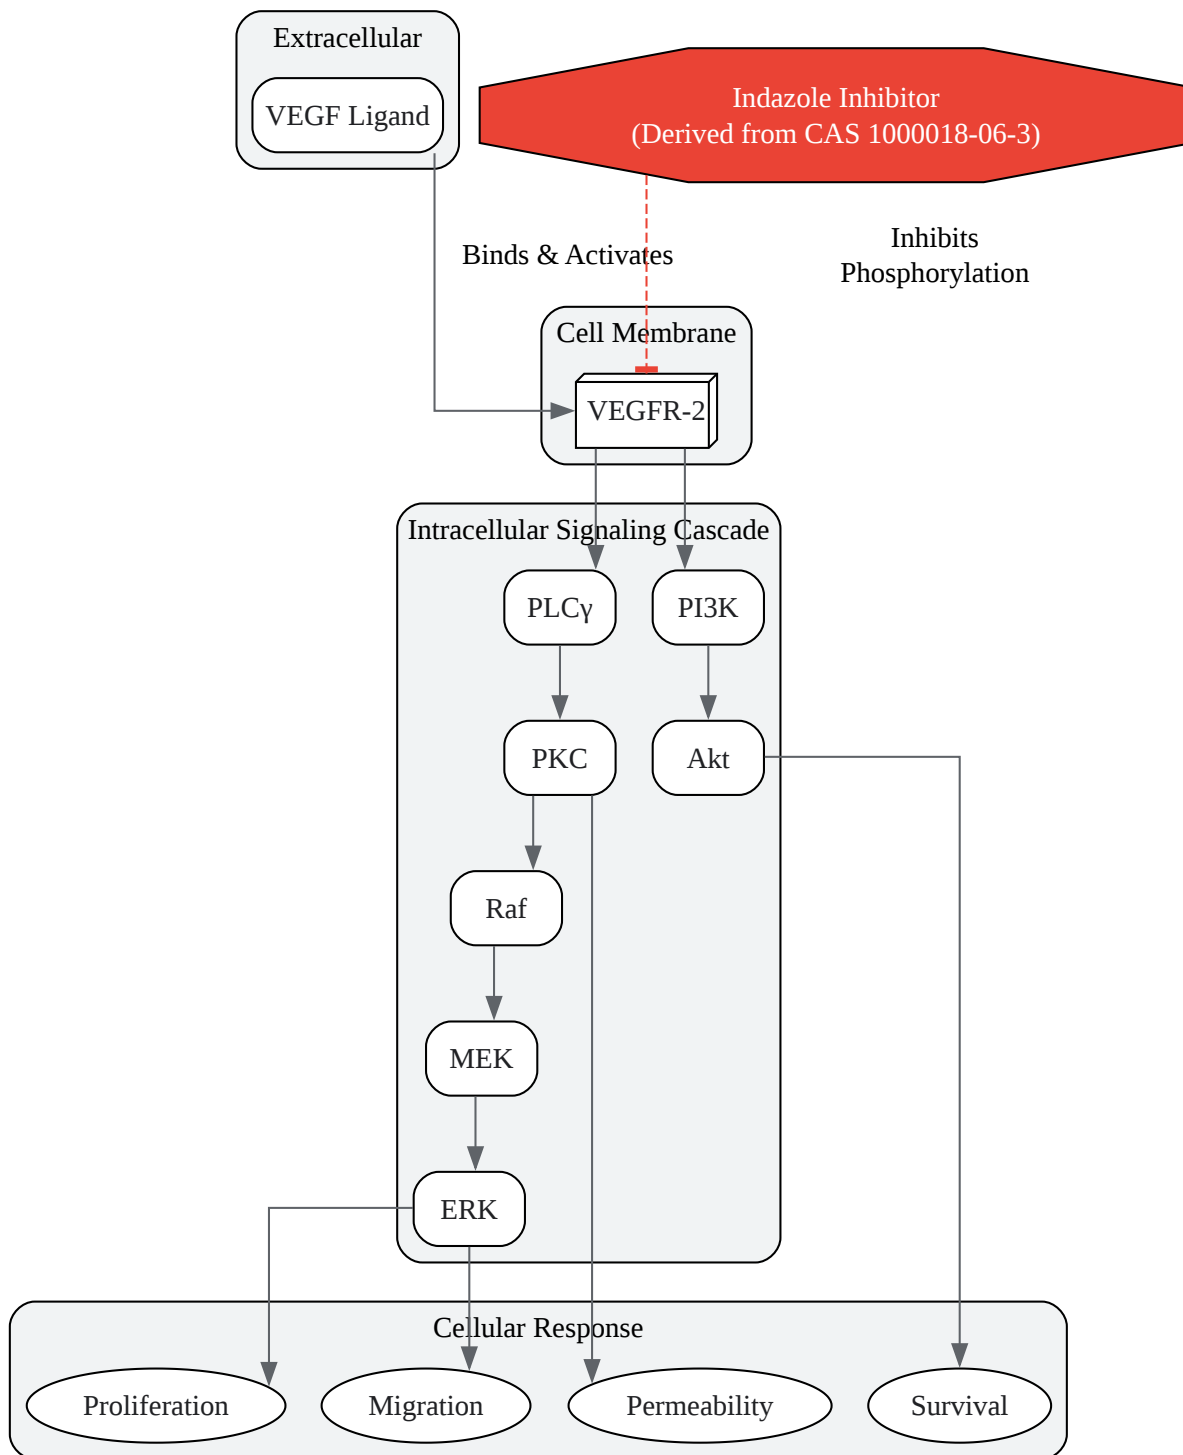 Extracellular
VEGF Ligand
Indazole Inhibitor
(Derived from CAS 1000018-06-3)
Binds & Activates
Inhibits
Phosphorylation
Cell Membrane
VEGFR-2
Intracellular Signaling Cascade
PLCγ
PI3K
PKC
Akt
Raf
MEK
ERK
Cellular Response
Proliferation
Migration
Permeability
Survival